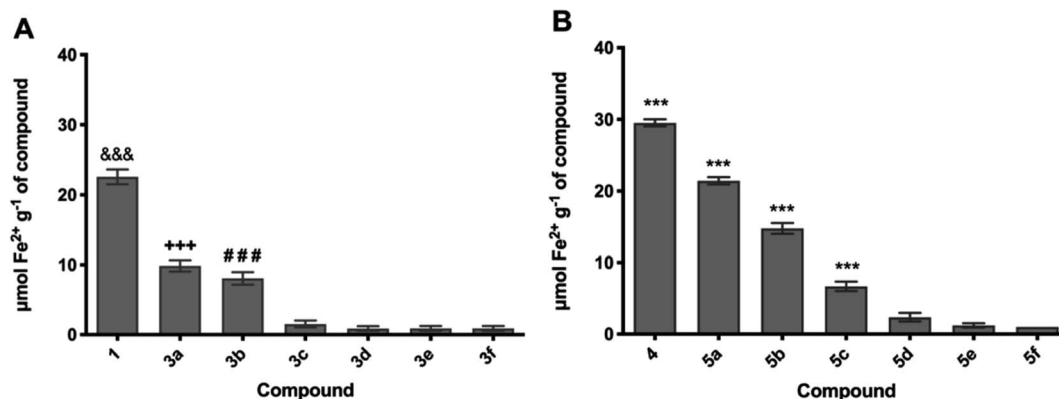 A
μmol Fe²⁺ g⁻¹ of compound
40
30
20
10
0
&&&
+++
###
1
3a
3b
3c
3d
3e
3f
Compound
B
μmol Fe²⁺ g⁻¹ of compound
40
30
20
10
0
***
***
***
***
4
5a
5b
5c
5d
5e
5f
Compound